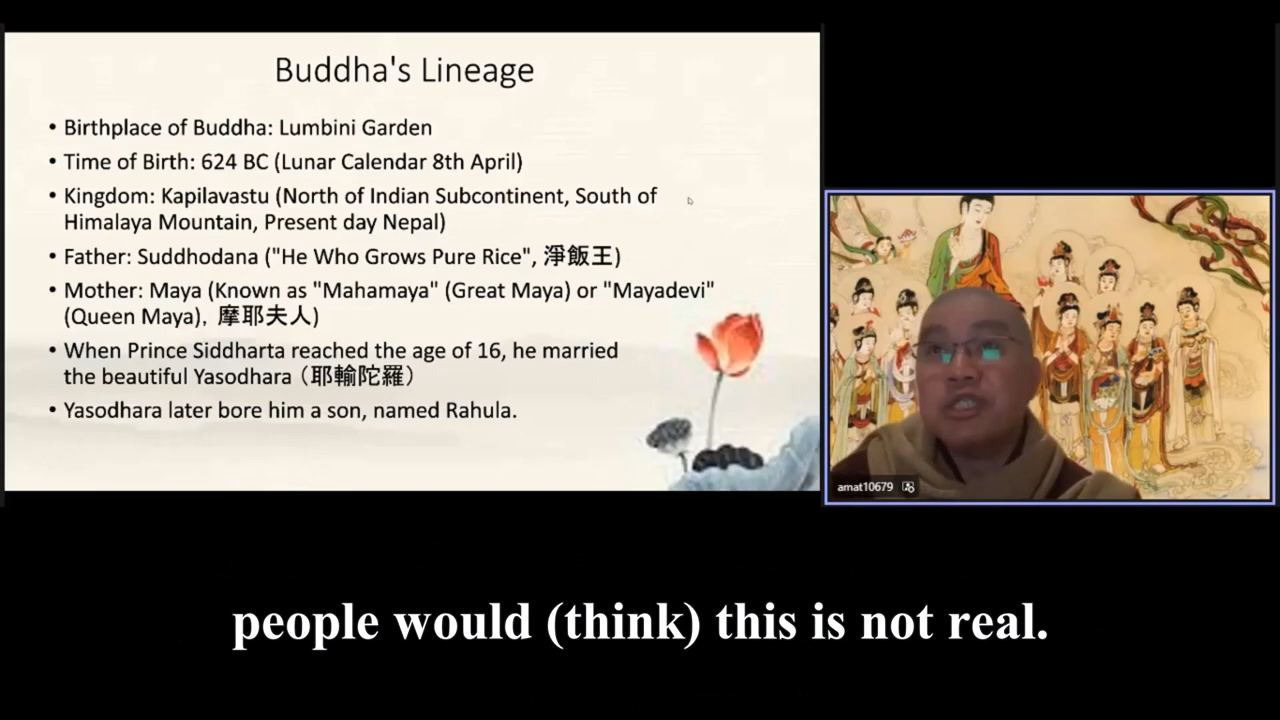 Buddha's Lineage
• Birthplace of Buddha: Lumbini Garden
• Time of Birth: 624 BC (Lunar Calendar 8th April)
• Kingdom: Kapilavastu (North of Indian Subcontinent, South of
Himalaya Mountain, Present day Nepal)
• Father: Suddhodana ("He Who Grows Pure Rice", 淨飯王)
• Mother: Maya (Known as "Mahamaya" (Great Maya) or "Mayadevi"
(Queen Maya), 摩耶夫人)
• When Prince Siddharta reached the age of 16, he married
the beautiful Yasodhara（耶輸陀羅）
• Yasodhara later bore him a son, named Rahula.
amat10679
people would (think) this is not real.